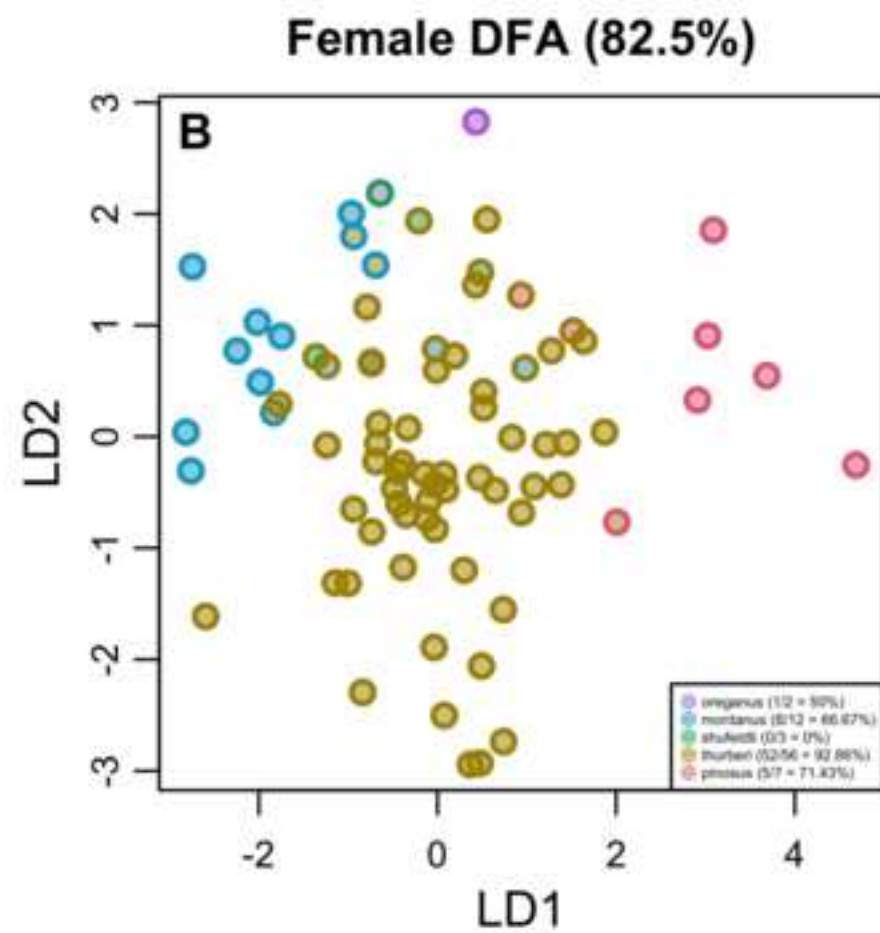 Female DFA (82.5%)
B
3
2
1
0
-1
-2
-3
LD2
-2 0 2 4
LD1
oreganus (1/2 = 50%)
montanus (8/12 = 66.67%)
shufeldti (0/3 = 0%)
thurberi (52/56 = 92.86%)
pinosus (5/7 = 71.43%)